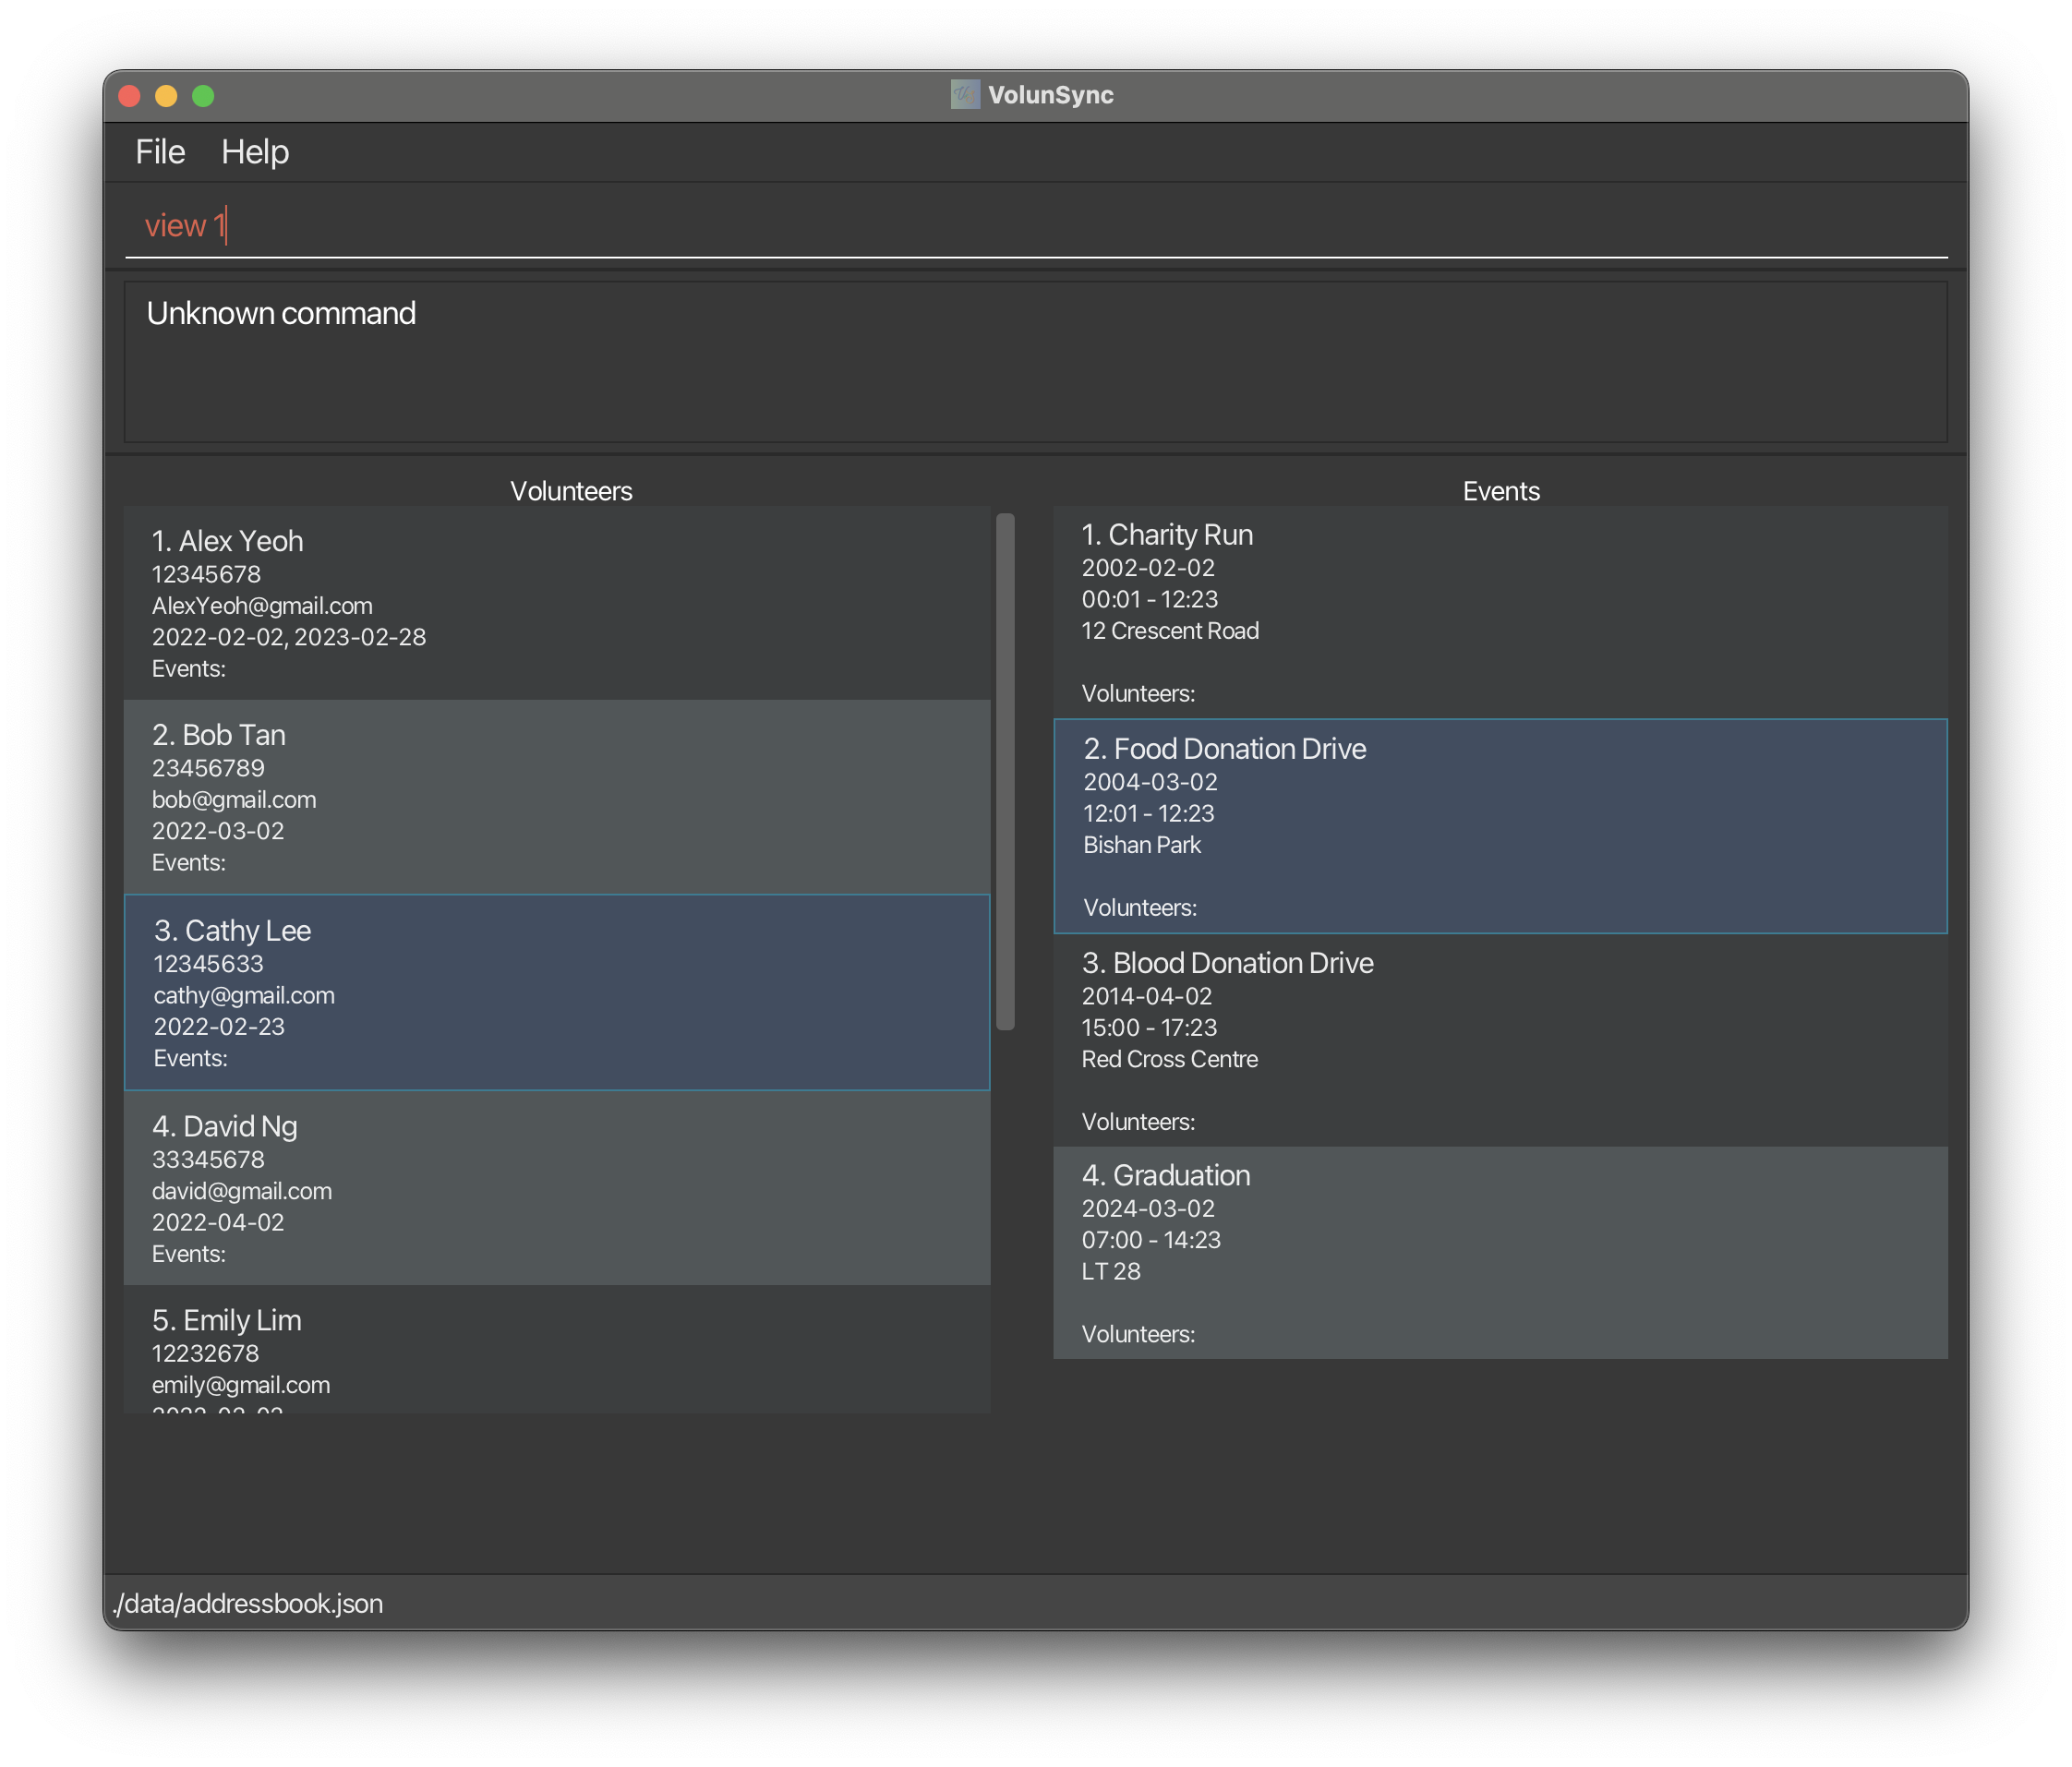 VolunSync
File Help
view 1
Unknown command
Volunteers
1. Alex Yeoh
12345678
AlexYeoh@gmail.com
2022-02-02, 2023-02-28
Events:
2. Bob Tan
23456789
bob@gmail.com
2022-03-02
Events:
3. Cathy Lee
12345633
cathy@gmail.com
2022-02-23
Events:
4. David Ng
33345678
david@gmail.com
2022-04-02
Events:
5. Emily Lim
12232678
emily@gmail.com
Events
1. Charity Run
2002-02-02
00:01 - 12:23
12 Crescent Road
Volunteers:
2. Food Donation Drive
2004-03-02
12:01 - 12:23
Bishan Park
Volunteers:
3. Blood Donation Drive
2014-04-02
15:00 - 17:23
Red Cross Centre
Volunteers:
4. Graduation
2024-03-02
07:00 - 14:23
LT 28
Volunteers:
./data/addressbook.json